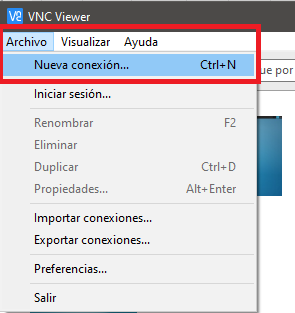 VNC Viewer
Archivo Visualizar Ayuda
Nueva conexión... Ctrl+N
ue por
Iniciar sesión...
Renombrar F2
Eliminar
Duplicar Ctrl+D
Propiedades... Alt+Enter
Importar conexiones...
Exportar conexiones...
Preferencias...
Salir